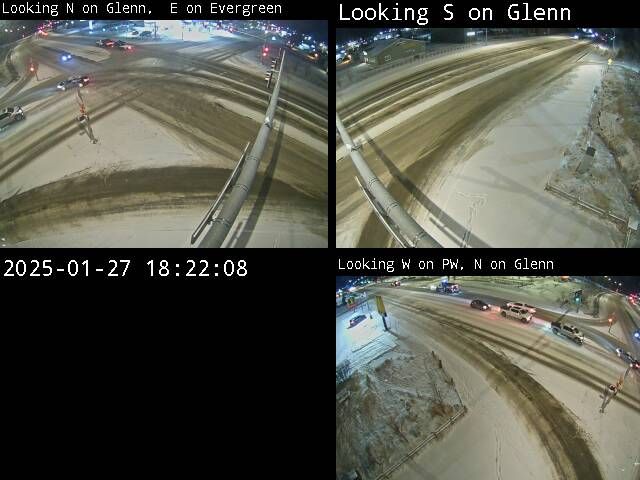 Looking N on Glenn,  E on Evergreen
Looking S on Glenn
2025-01-27 18:22:08
Looking W on PW, N on Glenn